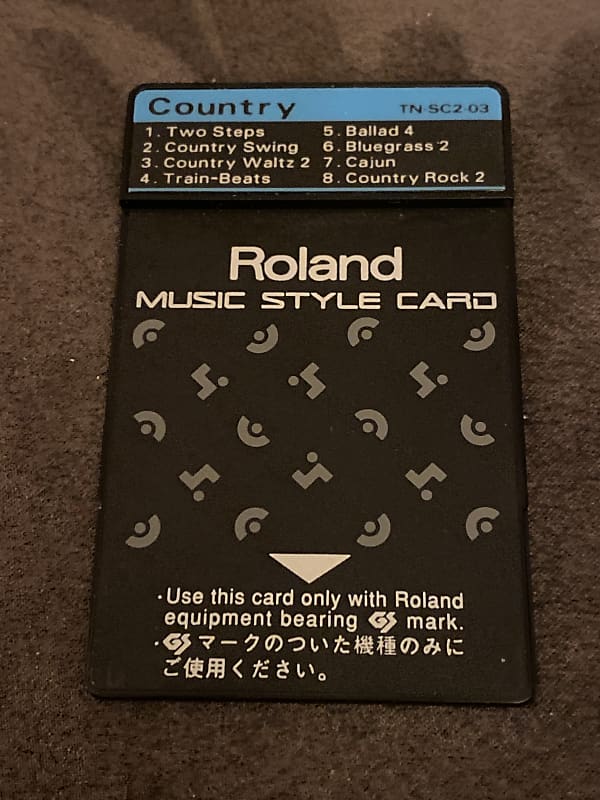 Country TN-SC2-03
1. Two Steps 5. Ballad 4
2. Country Swing 6. Bluegrass 2
3. Country Waltz 2 7. Cajun
4. Train-Beats 8. Country Rock 2
Roland
MUSIC STYLE CARD
·Use this card only with Roland
equipment bearing GS mark.
·GS マークのついた機種のみに
ご使用ください。